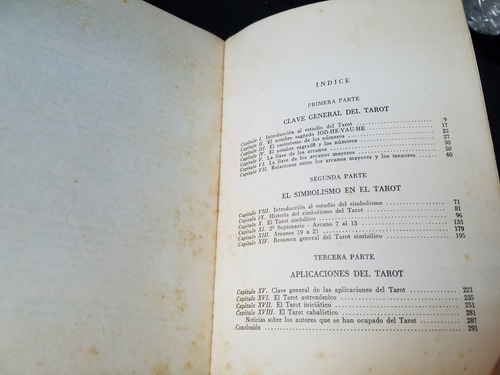 INDICE
PRIMERA PARTE
CLAVE GENERAL DEL TAROT
Capítulo I. Introducción al estudio del Tarot 9
Capítulo II. El nombre sagrado IOD-HE-VAU-HE 17
Capítulo III. El esoterismo de los números 22
Capítulo IV. El nombre sagrado y los números 27
Capítulo V. La llave de los arcanos 30
Capítulo VI. La llave de los arcanos mayores 50
Capítulo VII. Relaciones entre los arcanos mayores y los menores 60
SEGUNDA PARTE
EL SIMBOLISMO EN EL TAROT
Capítulo VIII. Introducción al estudio del simbolismo 71
Capítulo IX. Historia del simbolismo del Tarot 81
Capítulo X. El Tarot simbólico 96
Capítulo XI. 2º Septenario - Arcano 7 al 13 133
Capítulo XIII. Arcanos 19 a 21 179
Capítulo XIV. Resumen general del Tarot simbólico 195
TERCERA PARTE
APLICACIONES DEL TAROT
Capítulo XV. Clave general de las aplicaciones del Tarot 221
Capítulo XVI. El Tarot astronómico 235
Capítulo XVII. El Tarot iniciático 251
Capítulo XVIII. El Tarot cabalístico 281
Noticias sobre los autores que se han ocupado del Tarot 287
Conclusión 291